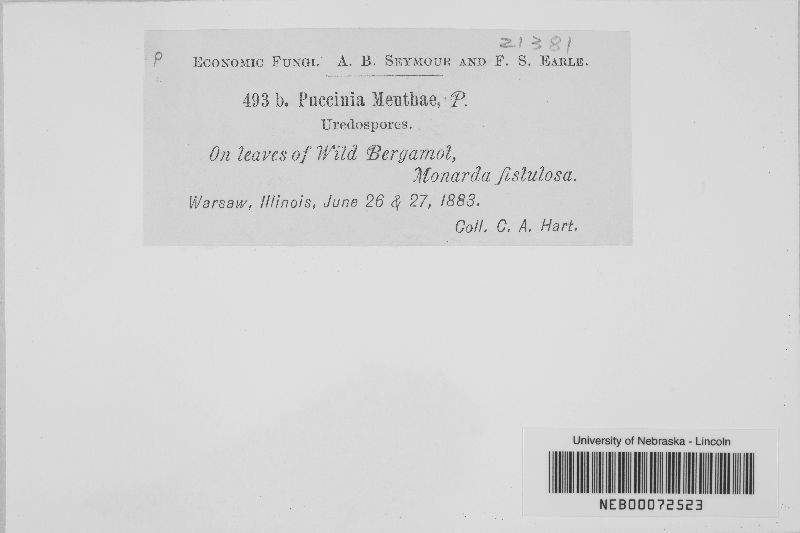 21381
P
Economic Fungi. A. B. Seymour and F. S. Earle.
493 b. Puccinia Menthae, P.
Uredospores.
On leaves of Wild Bergamot,
Monarda fistulosa.
Warsaw, Illinois, June 26 & 27, 1883.
Coll. C. A. Hart.
University of Nebraska - Lincoln
NEB00072523